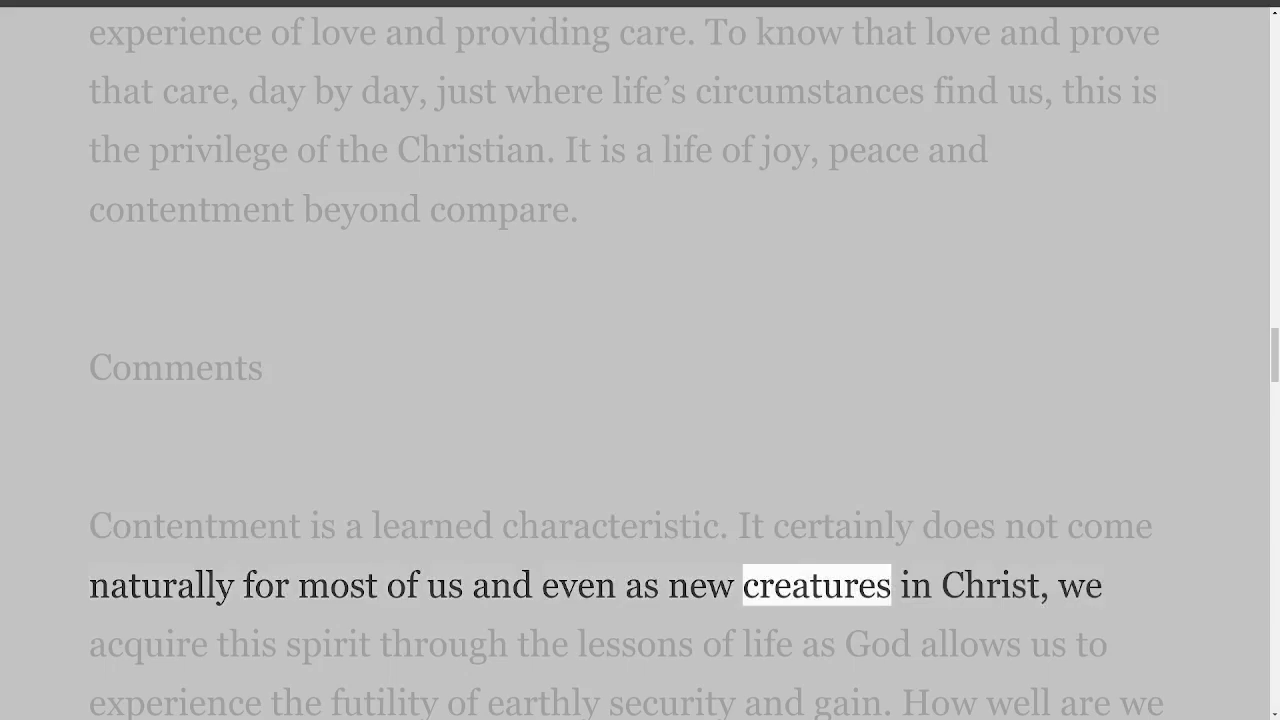 experience of love and providing care. To know that love and prove
that care, day by day, just where life’s circumstances find us, this is
the privilege of the Christian. It is a life of joy, peace and
contentment beyond compare.
Comments
Contentment is a learned characteristic. It certainly does not come
naturally for most of us and even as new creatures in Christ, we
acquire this spirit through the lessons of life as God allows us to
experience the futility of earthly security and gain. How well are we